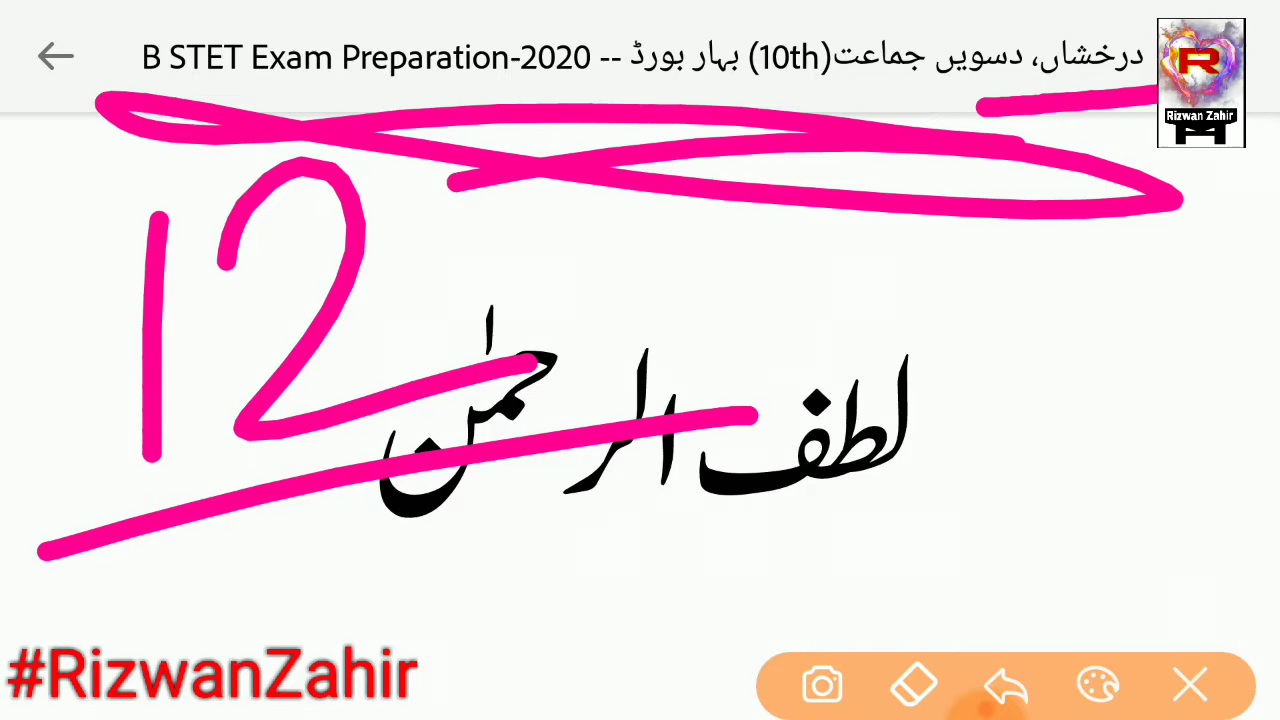 درخشاں، دسویں جماعت(10th) بہار بورڈ -- B STET Exam Preparation-2020
R
Rizwan Zahir
12
لطف الرحمٰن
#RizwanZahir